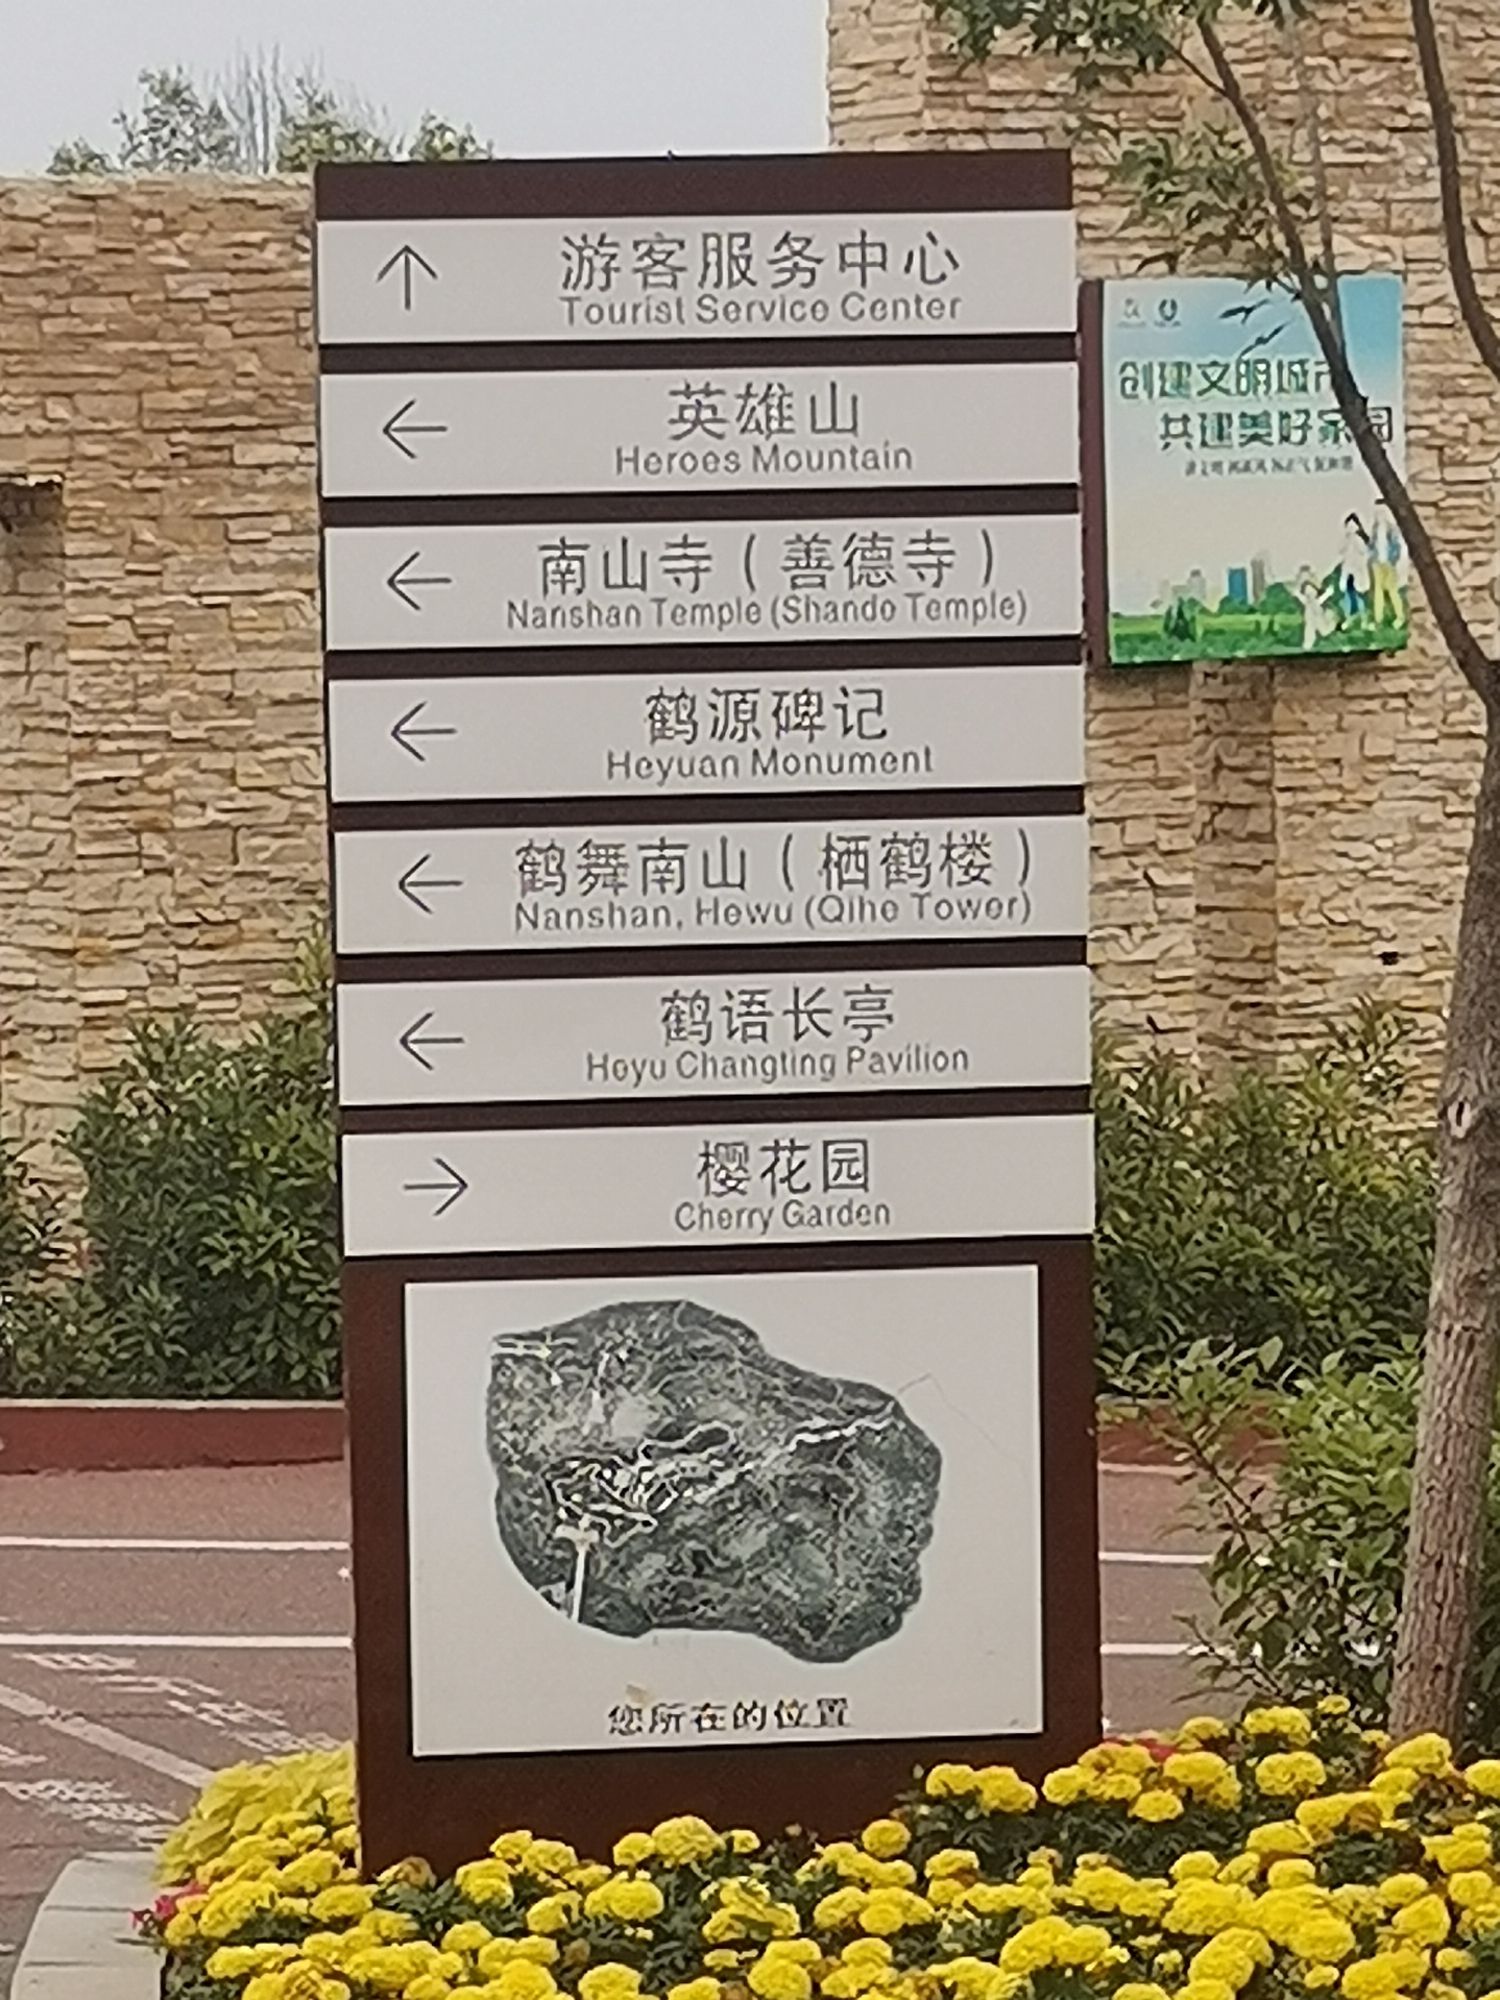 游客服务中心
Tourist Service Center
英雄山
Heroes Mountain
南山寺（善德寺）
Nanshan Temple (Shande Temple)
鹤源碑记
Heyuan Monument
鹤舞南山（栖鹤楼）
Nanshan, Hewu (Qihe Tower)
鹤语长亭
Heyu Changting Pavilion
樱花园
Cherry Garden
您所在的位置
创建文明城市
共建美好家园